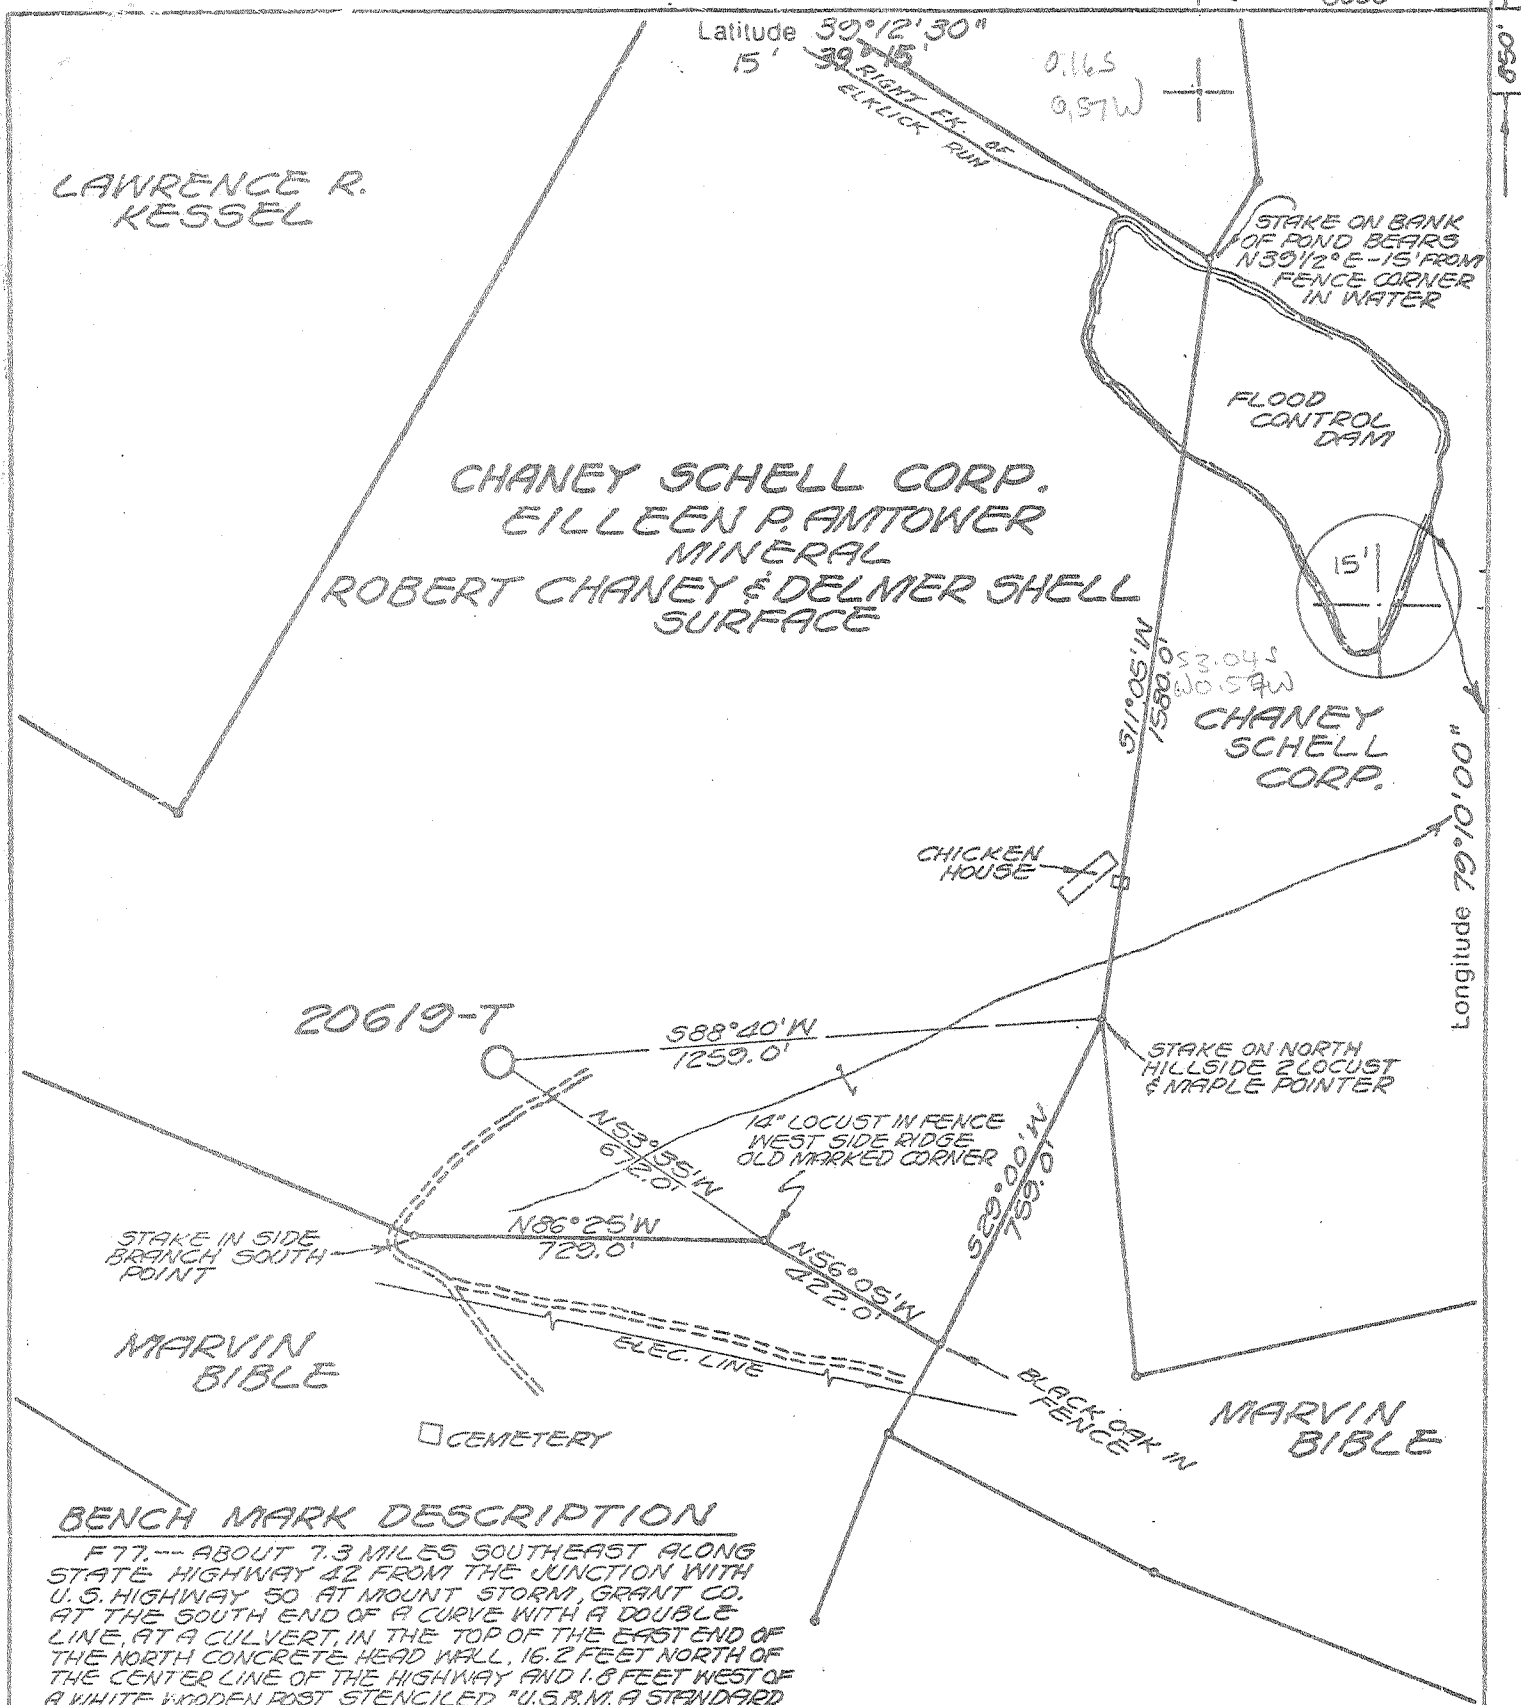 Latitude 39°12'30"
15' 39°15'
0.16S
0.57W
850.'
RIGHT FK. OF
ELKLICK RUN
LAWRENCE R.
KESSEL
STAKE ON BANK
OF POND BEARS
N39 1/2° E-15' FROM
FENCE CORNER
IN WATER
FLOOD
CONTROL
DAM
CHANEY SCHELL CORP.
EILLEEN P. AMTOWER
MINERAL
ROBERT CHANEY & DELMER SHELL
SURFACE
15'
S11°05'W
1580.0'
S3.04S
W0.57W
CHANEY
SCHELL
CORP.
Longitude 79°10'00"
CHICKEN
HOUSE
20619-T
S88°40'W
1259.0'
STAKE ON NORTH
HILLSIDE 2 LOCUST
& MAPLE POINTER
N53°35'W
672.0'
14" LOCUST IN FENCE
WEST SIDE RIDGE
OLD MARKED CORNER
S29°00'W
759.0'
STAKE IN SIDE
BRANCH SOUTH
POINT
N86°25'W
729.0'
N56°05'W
422.0'
MARVIN
BIBLE
ELEC. LINE
BLACK OAK IN
FENCE
MARVIN
BIBLE
CEMETERY
BENCH MARK DESCRIPTION
F 77.-- ABOUT 7.3 MILES SOUTHEAST ALONG
STATE HIGHWAY 42 FROM THE JUNCTION WITH
U.S. HIGHWAY 50 AT MOUNT STORM, GRANT CO.
AT THE SOUTH END OF A CURVE WITH A DOUBLE
LINE, AT A CULVERT, IN THE TOP OF THE EAST END OF
THE NORTH CONCRETE HEAD WALL, 16.2 FEET NORTH OF
THE CENTER LINE OF THE HIGHWAY AND 1.8 FEET WEST OF
A WHITE WOODEN POST STENCILED "U.S.B.M. A STANDARD